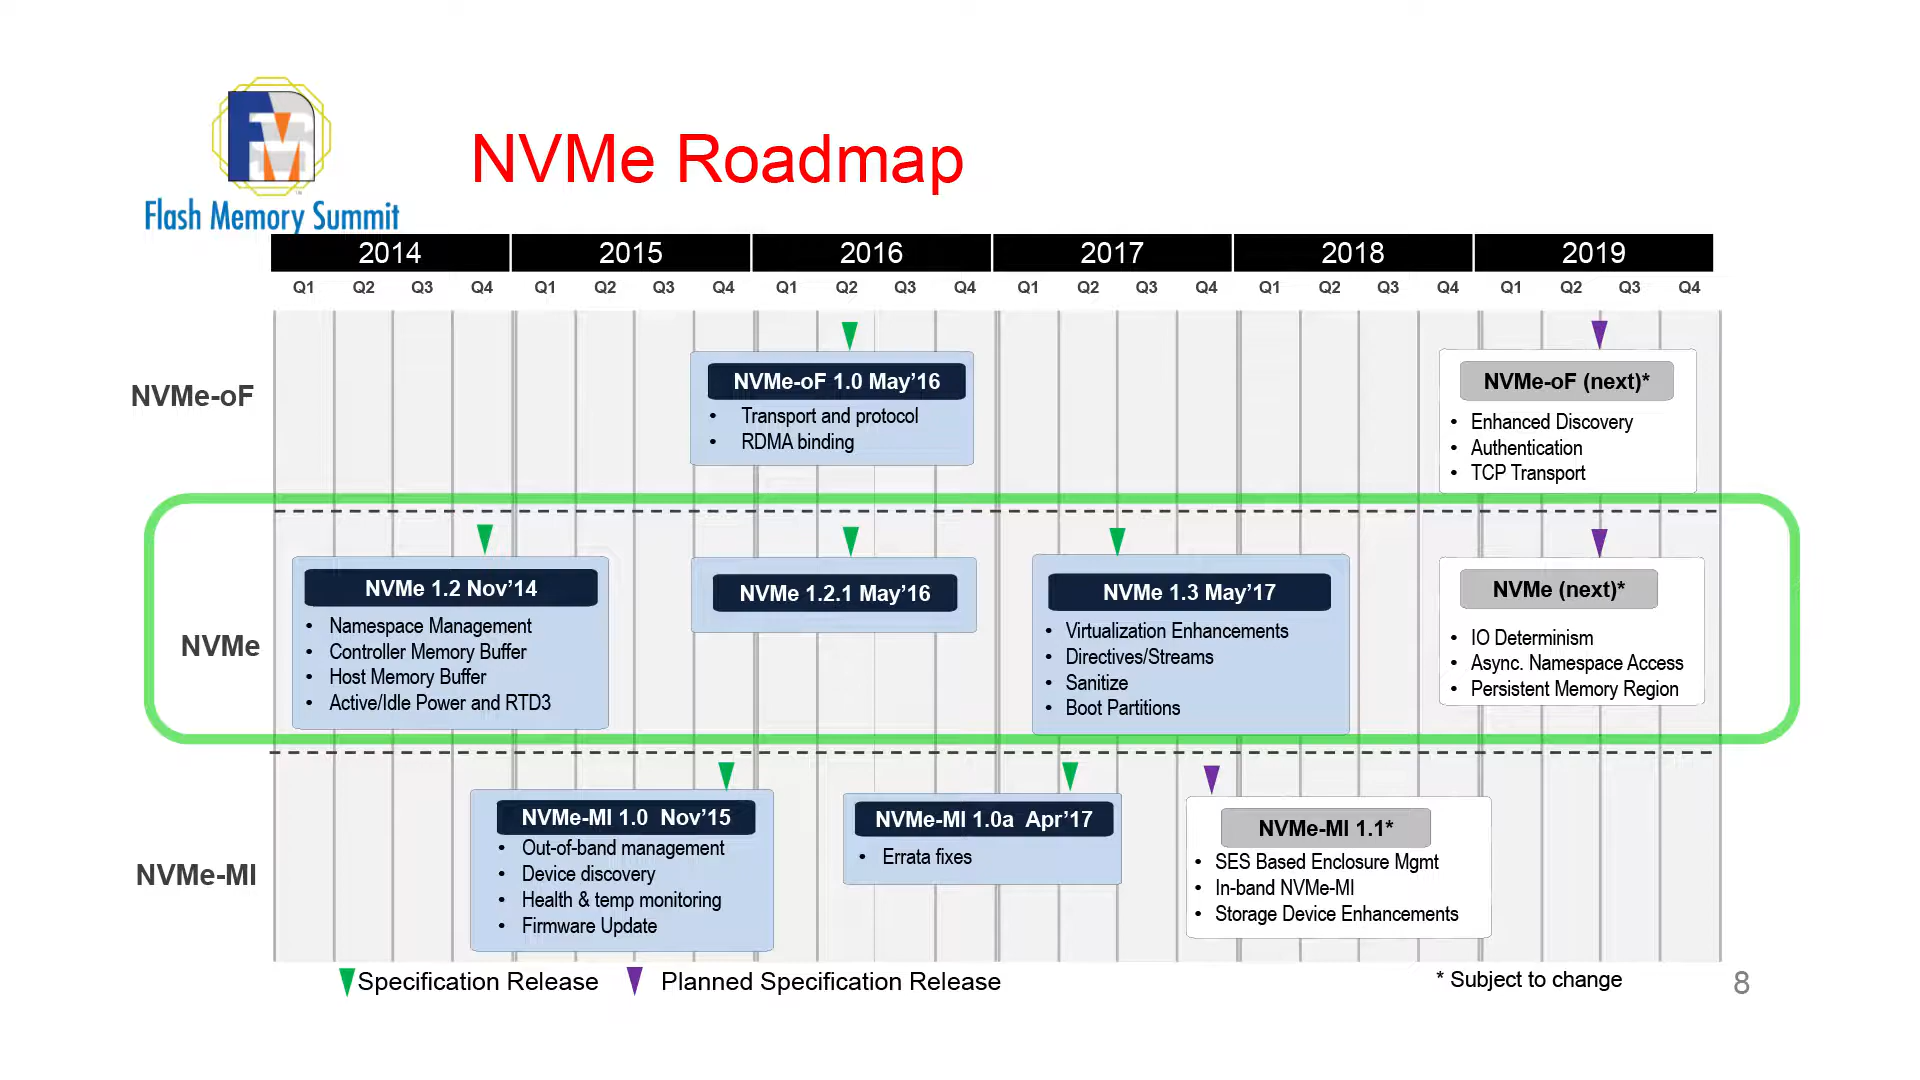 Flash Memory Summit
NVMe Roadmap
2014 2015 2016 2017 2018 2019
Q1 Q2 Q3 Q4 Q1 Q2 Q3 Q4 Q1 Q2 Q3 Q4 Q1 Q2 Q3 Q4 Q1 Q2 Q3 Q4 Q1 Q2 Q3 Q4
NVMe-oF
NVMe-oF 1.0 May’16
• Transport and protocol
• RDMA binding
NVMe-oF (next)*
• Enhanced Discovery
• Authentication
• TCP Transport
NVMe
NVMe 1.2 Nov’14
• Namespace Management
• Controller Memory Buffer
• Host Memory Buffer
• Active/Idle Power and RTD3
NVMe 1.2.1 May’16
NVMe 1.3 May’17
• Virtualization Enhancements
• Directives/Streams
• Sanitize
• Boot Partitions
NVMe (next)*
• IO Determinism
• Async. Namespace Access
• Persistent Memory Region
NVMe-MI
NVMe-MI 1.0 Nov’15
• Out-of-band management
• Device discovery
• Health & temp monitoring
• Firmware Update
NVMe-MI 1.0a Apr’17
• Errata fixes
NVMe-MI 1.1*
• SES Based Enclosure Mgmt
• In-band NVMe-MI
• Storage Device Enhancements
Specification Release
Planned Specification Release
* Subject to change
8